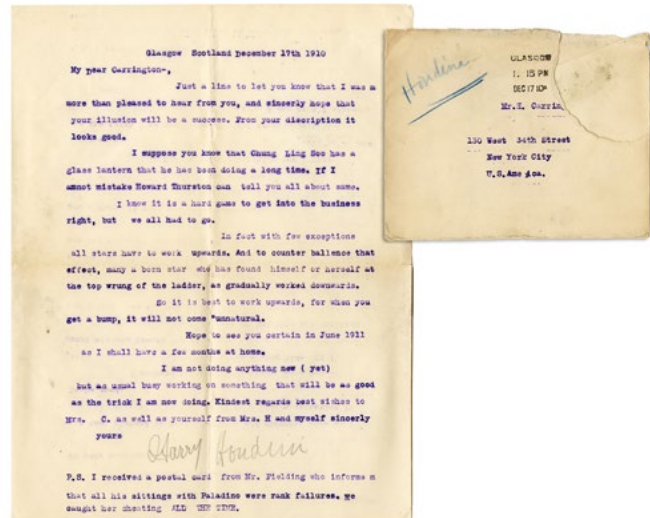 Glasgow Scotland December 17th 1910
My Dear Carrington-,
Just a line to let you know that I was m
more than pleased to hear from you, and sincerly hope that
your illusion will be a success. From your discription it
looks good.
I suppose you know that Chung Ling Soo has a
glass lantern that he has been doing a long time. If I
amnot mistake Howard Thurston can tell you all about same.
I know it is a hard game to get into the business
right, but we all had to go.
In fact with few exceptions
all stars have to work upwards. And to counter ballence that
effect, many a born star who has found himself or herself at
the top wrung of the ladder, as gradually worked downwards.
So it is best to work upwards, for when you
get a bump, it will not come "unnatural.
Hope to see you certain in June 1911
as I shall have a few months at home.
I am not doing anything new ( yet)
but as usual busy working on something that will be as good
as the trick I am now doing. Kindest regards best wishes to
Mrs. C. as well as yourself from Mrs. H and myself sincerly
yours
Harry Houdini
P.S. I received a postal card from Mr. Fielding who informs m
that all his sittings with Paladino were rank failures. He
caught her cheating ALL THE TIME.
Houdini
GLASGOW
1. 15 PM
DEC 17 10
Mr.H. Carrin
130 West 34th Street
New York City
U.S.America.